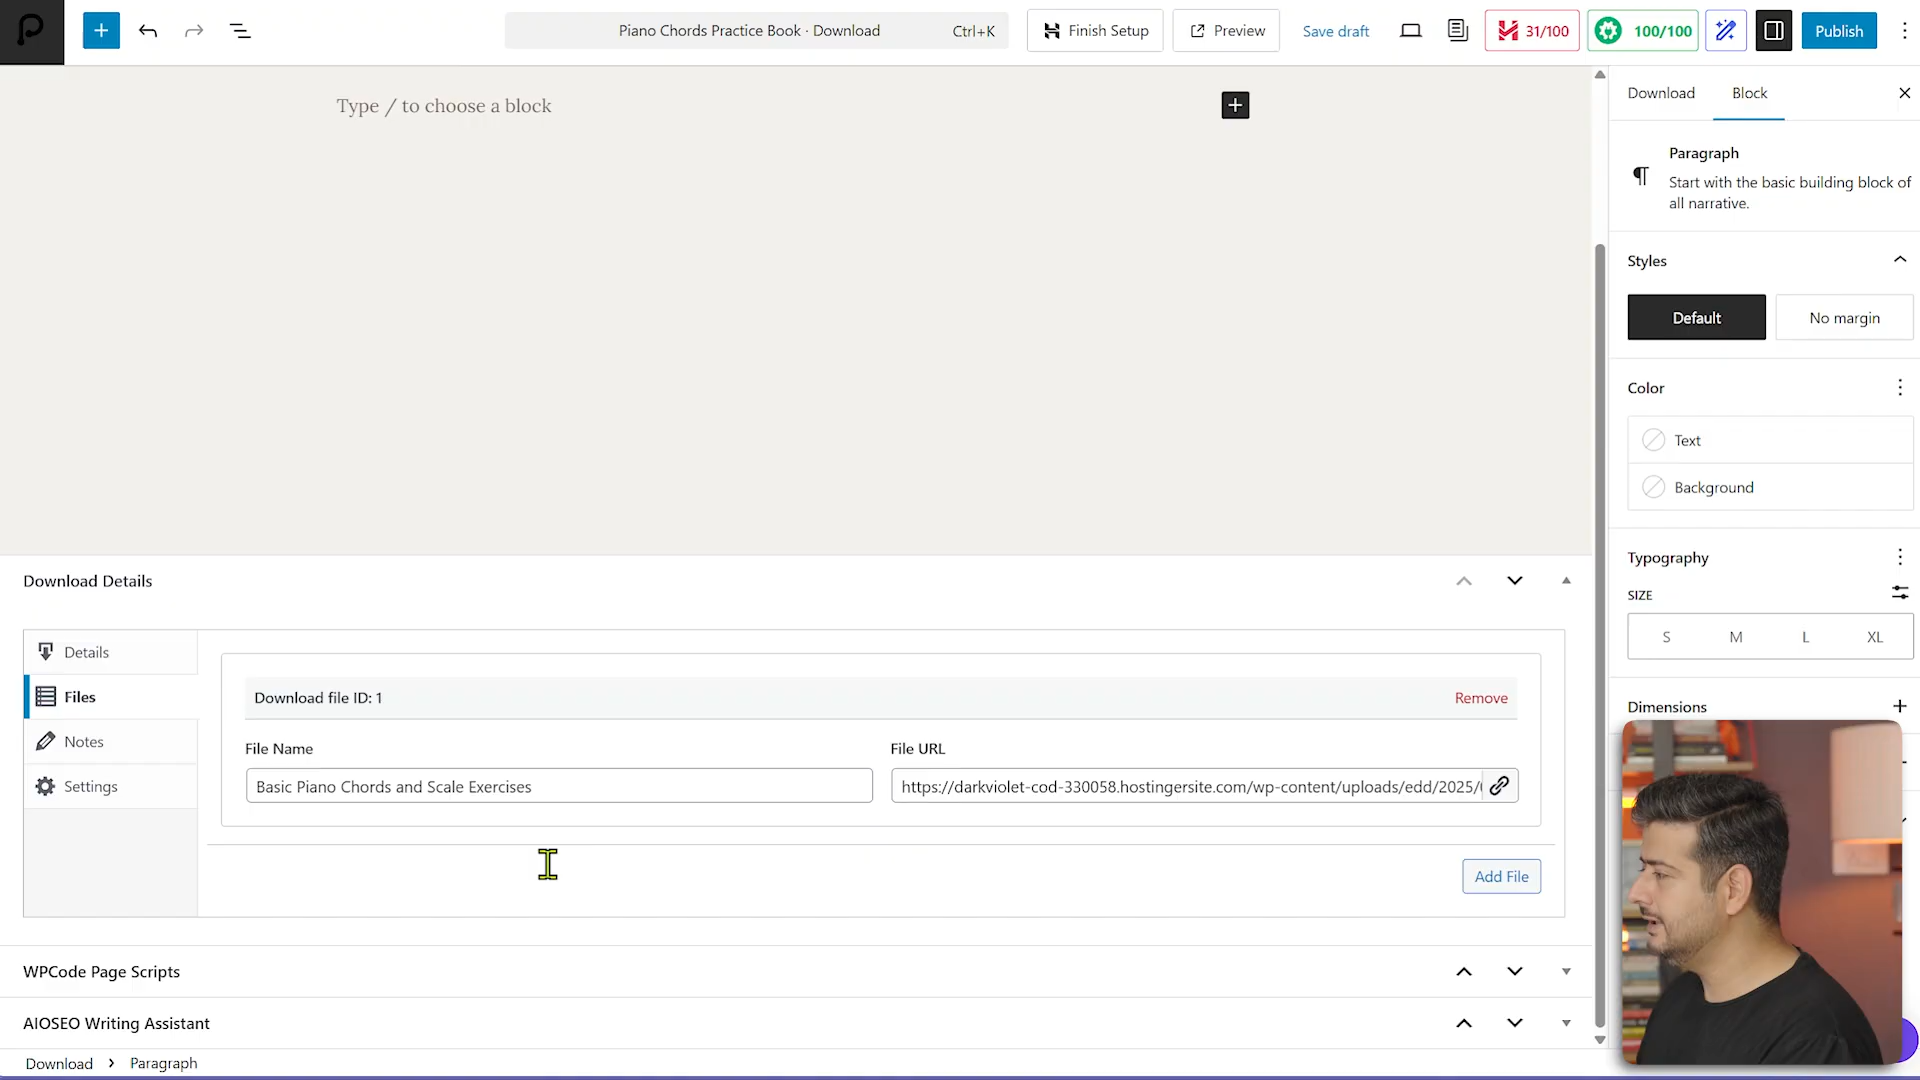 Piano Chords Practice Book · Download Ctrl+K
Finish Setup
Preview
Save draft
31/100
100/100
Publish
Type / to choose a block
Download
Block
Paragraph
Start with the basic building block of
all narrative.
Styles
Default
No margin
Color
Text
Background
Typography
SIZE
S M L XL
Dimensions
Download Details
Details
Files
Notes
Settings
Download file ID: 1
Remove
File Name
File URL
Basic Piano Chords and Scale Exercises
https://darkviolet-cod-330058.hostingersite.com/wp-content/uploads/edd/2025/
Add File
WPCode Page Scripts
AIOSEO Writing Assistant
Download
Paragraph